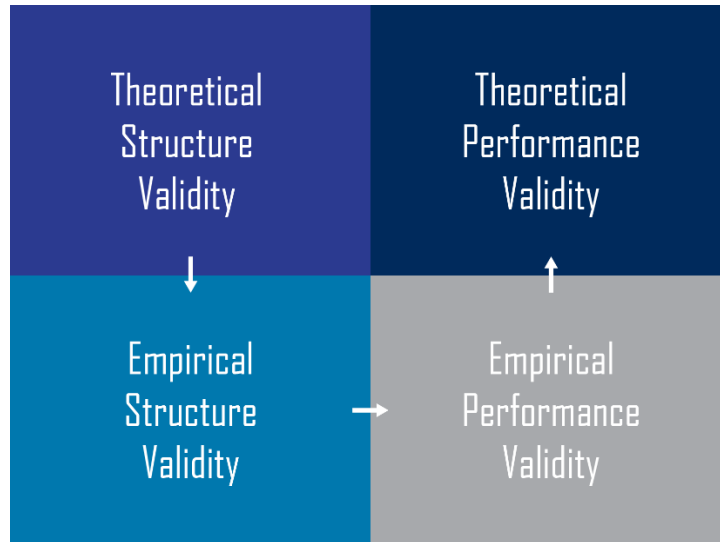 Theoretical
Structure
Validity
Theoretical
Performance
Validity
Empirical
Structure
Validity
Empirical
Performance
Validity